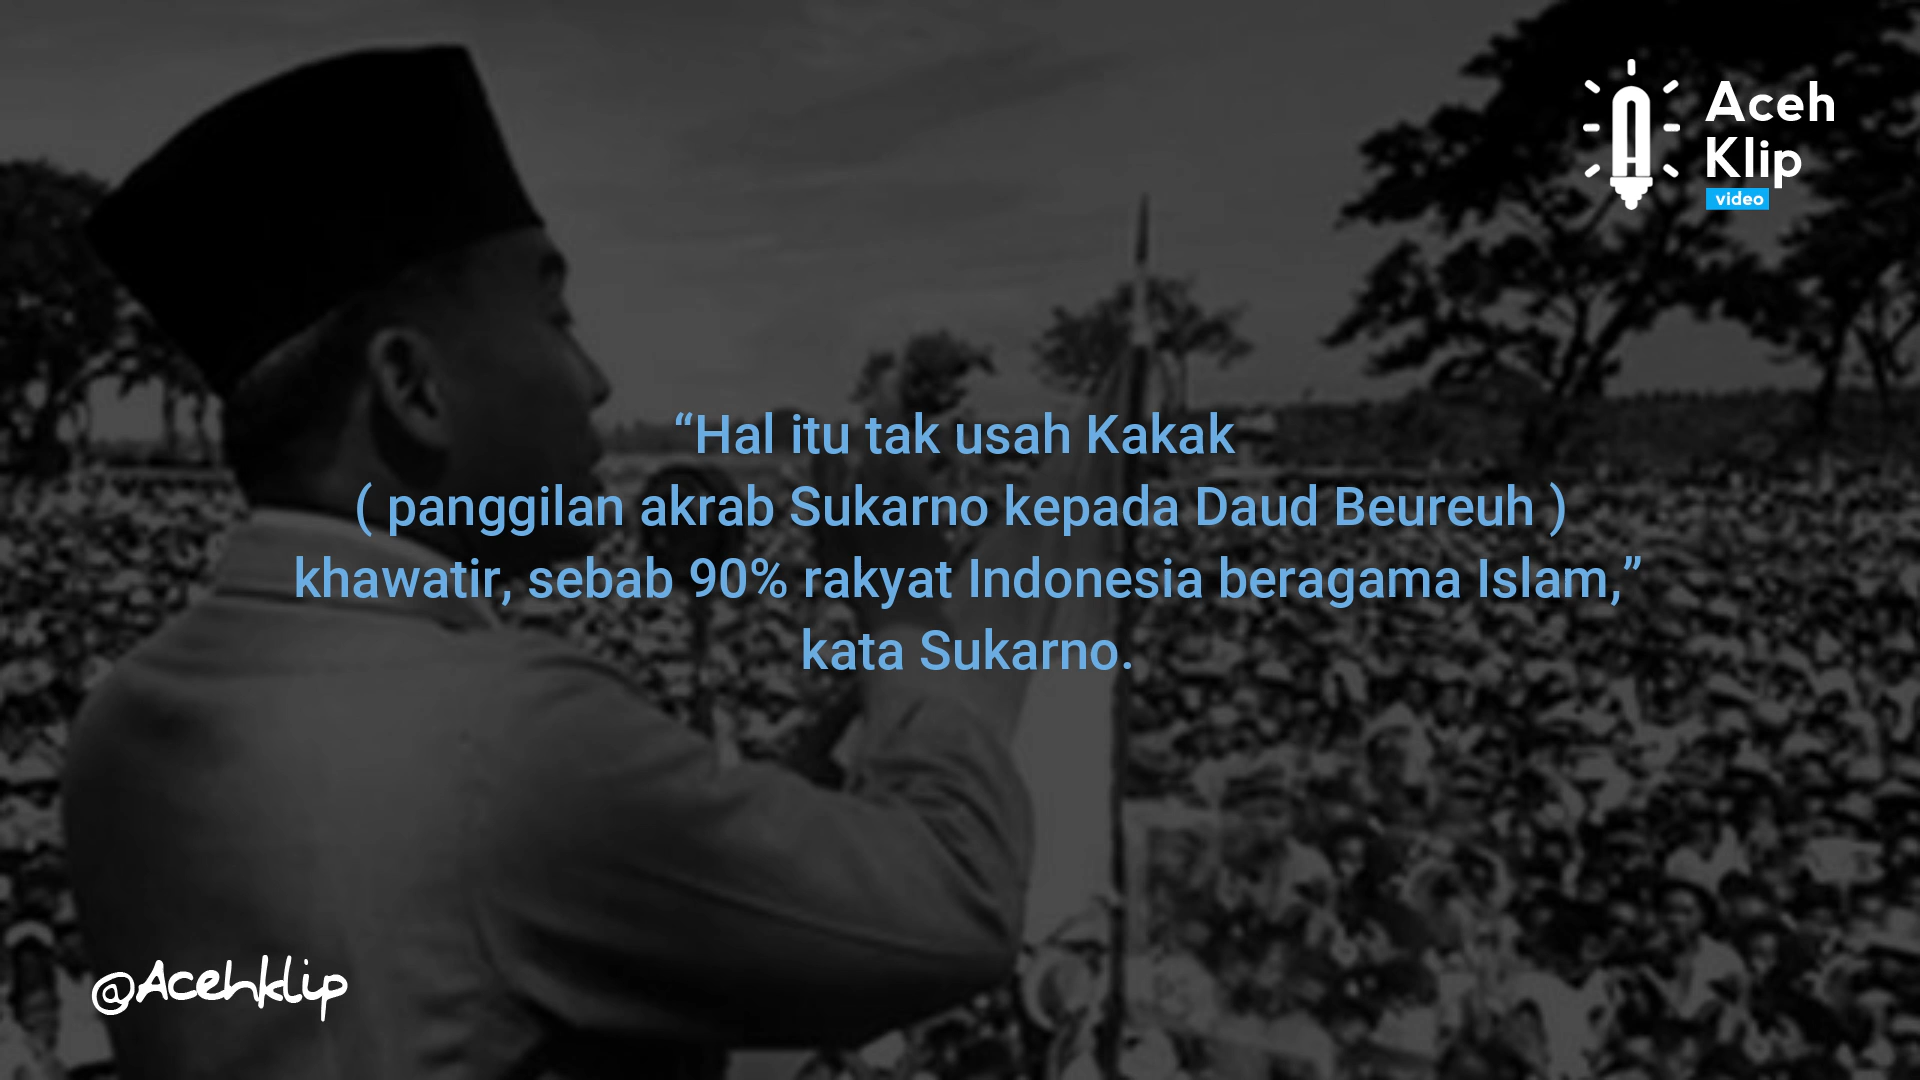 Aceh
Klip
video
“Hal itu tak usah Kakak
( panggilan akrab Sukarno kepada Daud Beureuh )
khawatir, sebab 90% rakyat Indonesia beragama Islam,”
kata Sukarno.
@Acehklip